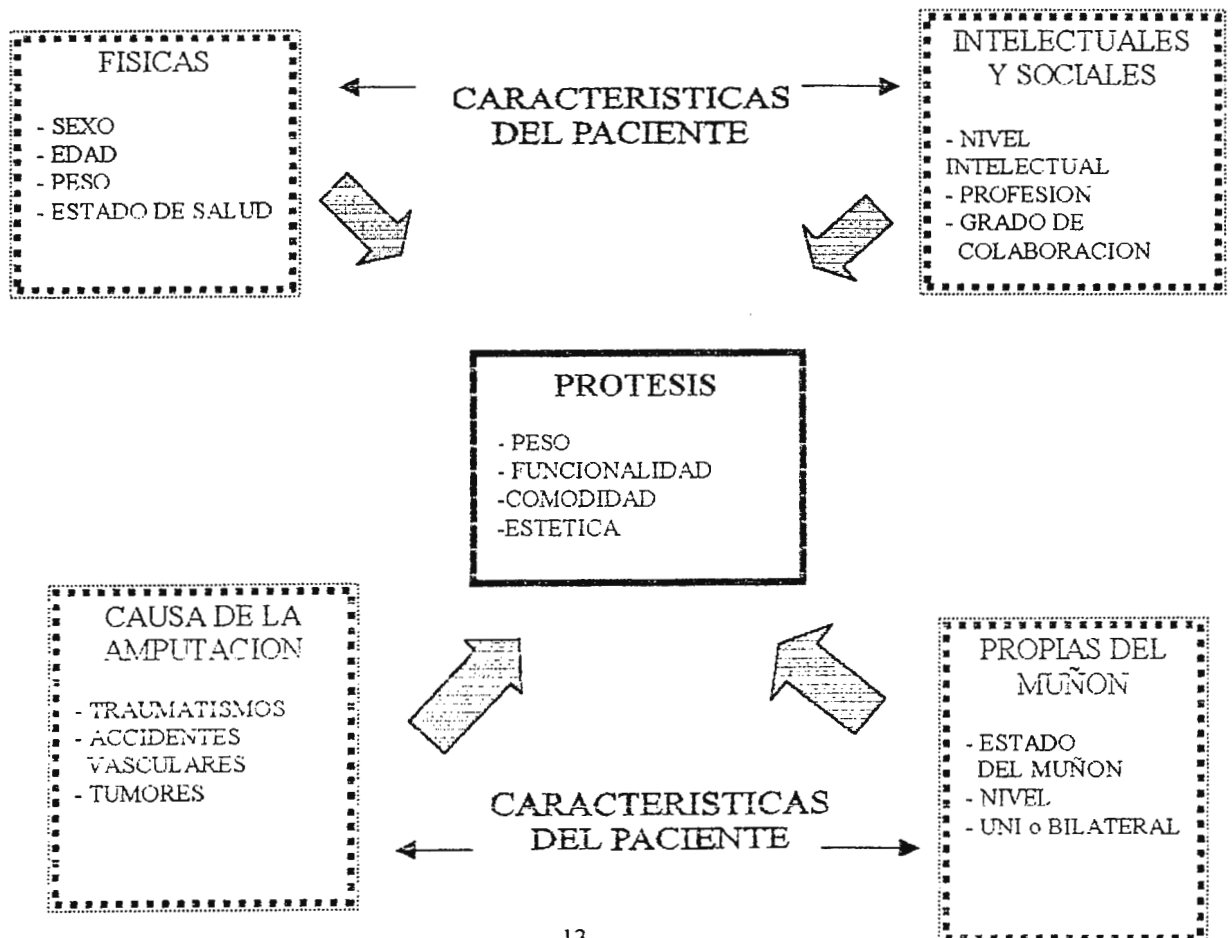 FISICAS
- SEXO
- EDAD
- PESO
- ESTADO DE SALUD
CARACTERISTICAS
DEL PACIENTE
INTELECTUALES
Y SOCIALES
- NIVEL
INTELECTUAL
- PROFESION
- GRADO DE
COLABORACION
PROTESIS
- PESO
- FUNCIONALIDAD
-COMODIDAD
-ESTETICA
CAUSA DE LA
AMPUTACION
- TRAUMATISMOS
- ACCIDENTES
VASCULARES
- TUMORES
CARACTERISTICAS
DEL PACIENTE
PROPIAS DEL
MUÑON
- ESTADO
DEL MUÑON
- NIVEL
- UNI o BILATERAL
13